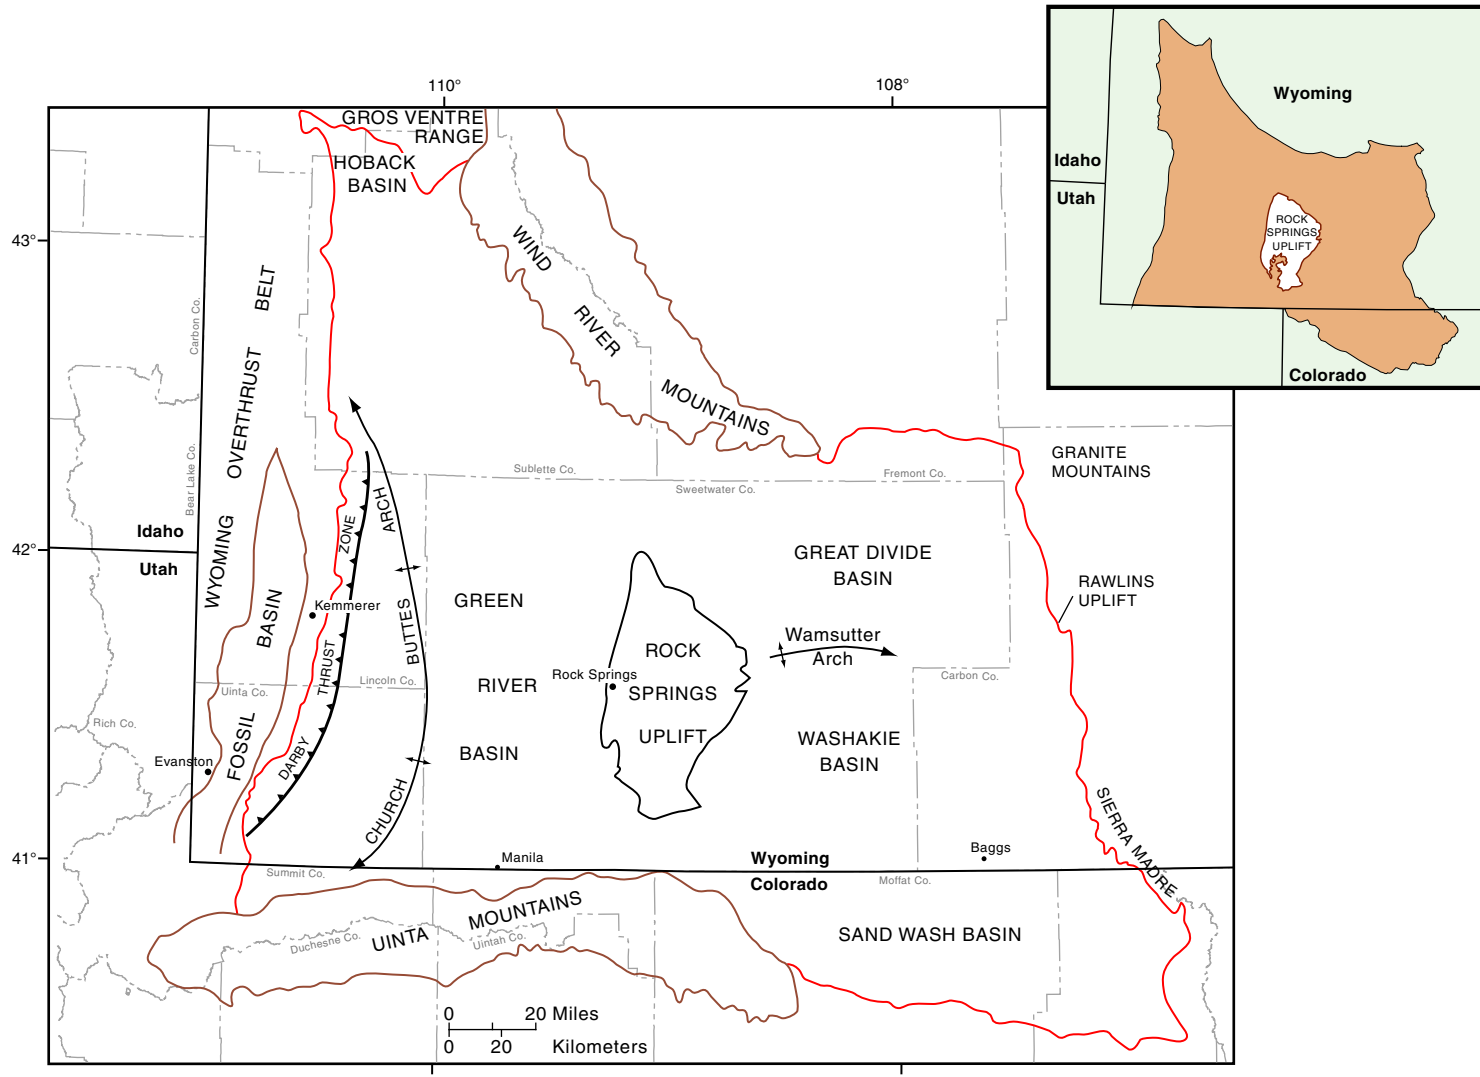 110°
108°
43°
42°
41°
GROS VENTRE
RANGE
HOBACK
BASIN
WIND
RIVER
MOUNTAINS
WYOMING
OVERTHRUST
BELT
Carbon Co.
Bear Lake Co.
Idaho
Utah
Rich Co.
Evanston
Uinta Co.
Lincoln Co.
FOSSIL
BASIN
Kemmerer
DARBY
THRUST
ZONE
CHURCH
BUTTES
ARCH
Sublette Co.
Fremont Co.
Sweetwater Co.
GREEN
RIVER
BASIN
Rock Springs
ROCK
SPRINGS
UPLIFT
GREAT DIVIDE
BASIN
Wamsutter
Arch
WASHAKIE
BASIN
Carbon Co.
GRANITE
MOUNTAINS
RAWLINS
UPLIFT
SIERRA MADRE
Baggs
Manila
Wyoming
Colorado
Summit Co.
Moffat Co.
UINTA
MOUNTAINS
Duchesne Co.
Uintah Co.
SAND WASH BASIN
0 20 Miles
0 20 Kilometers
Wyoming
Idaho
Utah
ROCK
SPRINGS
UPLIFT
Colorado